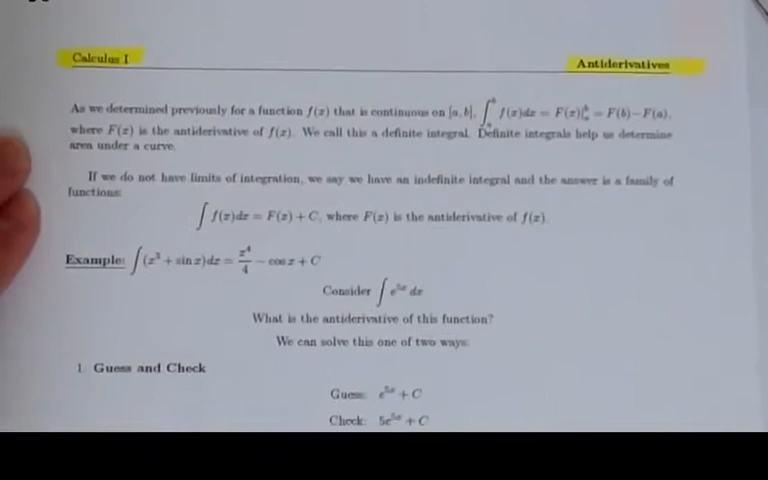 Calculus I
Antiderivatives
As we determined previously for a function f(x) that is continuous on [a, b], ∫_a^b f(x)dx = F(x)|_a^b = F(b) − F(a),
where F(x) is the antiderivative of f(x). We call this a definite integral. Definite integrals help us determine
area under a curve.
If we do not have limits of integration, we say we have an indefinite integral and the answer is a family of
functions:
∫ f(x)dx = F(x) + C, where F(x) is the antiderivative of f(x).
Example: ∫(x³ + sin x)dx = x⁴/4 − cos x + C
Consider ∫ e^{5x} dx
What is the antiderivative of this function?
We can solve this one of two ways:
1. Guess and Check
Guess: e^{5x} + C
Check: 5e^{5x} + C